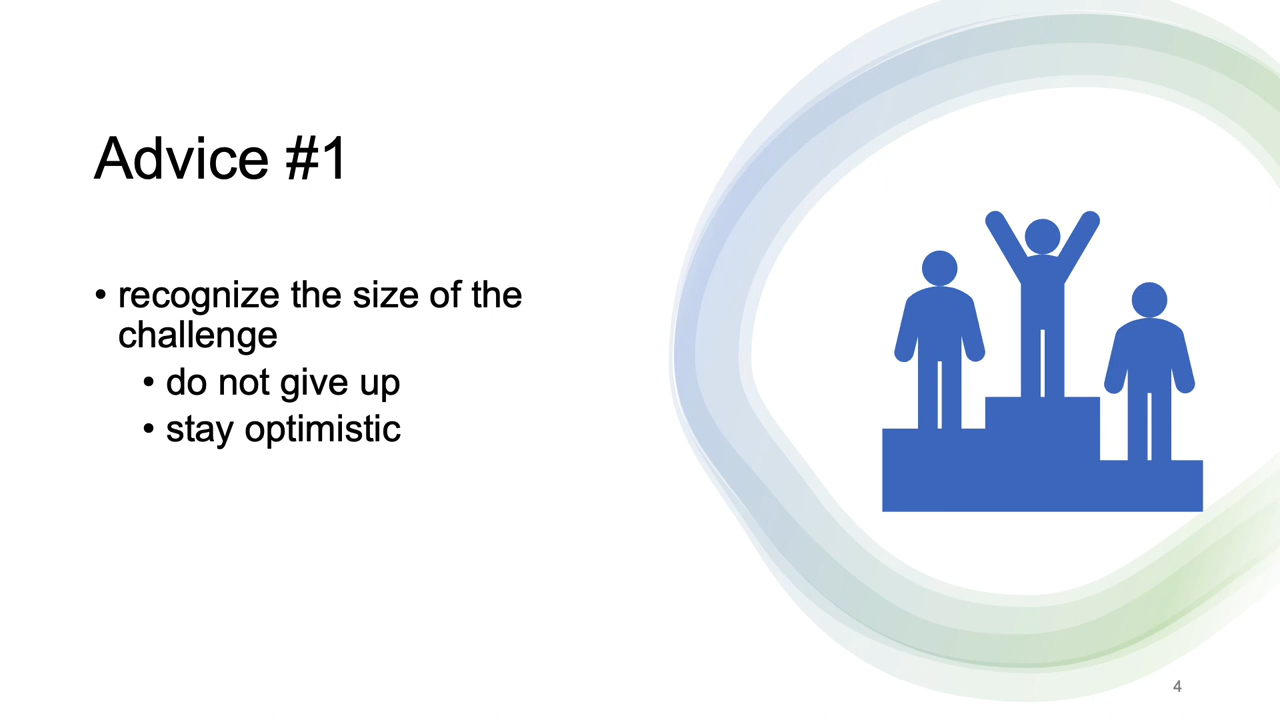 Advice #1
• recognize the size of the
challenge
• do not give up
• stay optimistic
4